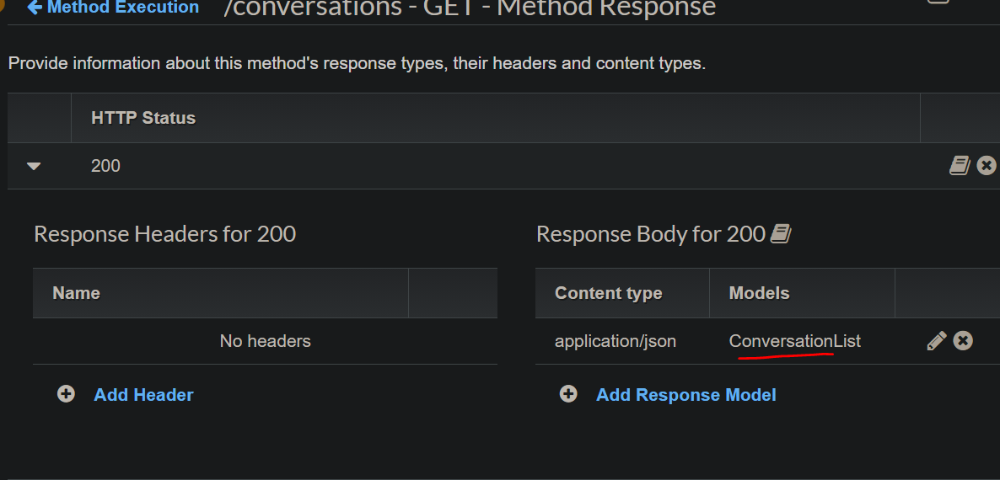 Method Execution /conversations - GET - Method Response
Provide information about this method's response types, their headers and content types.
HTTP Status
200
Response Headers for 200
Name
No headers
Add Header
Response Body for 200
Content type Models
application/json ConversationList
Add Response Model